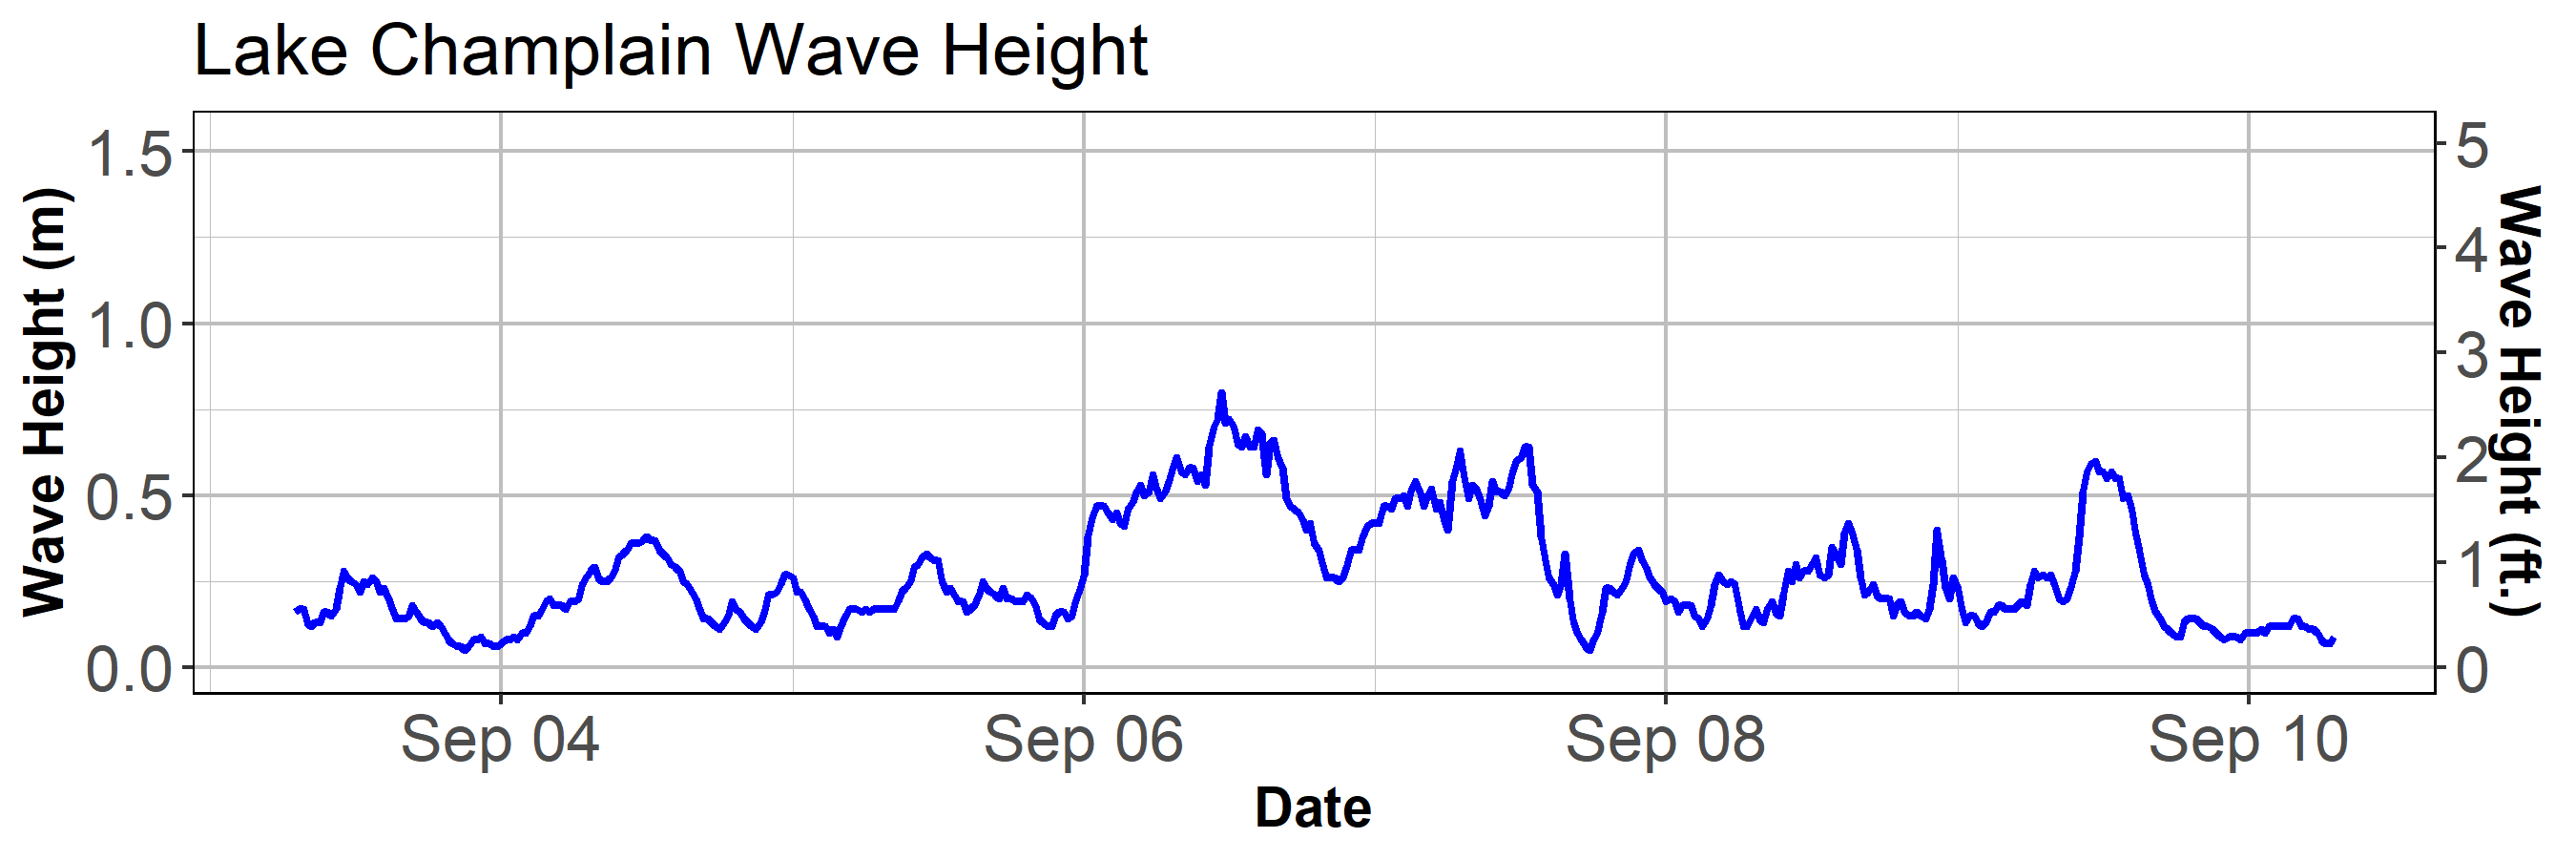 Lake Champlain Wave Height
Wave Height (m)
1.5
1.0
0.5
0.0
5
4
3
2
1
0
Wave Height (ft.)
Sep 04
Sep 06
Sep 08
Sep 10
Date